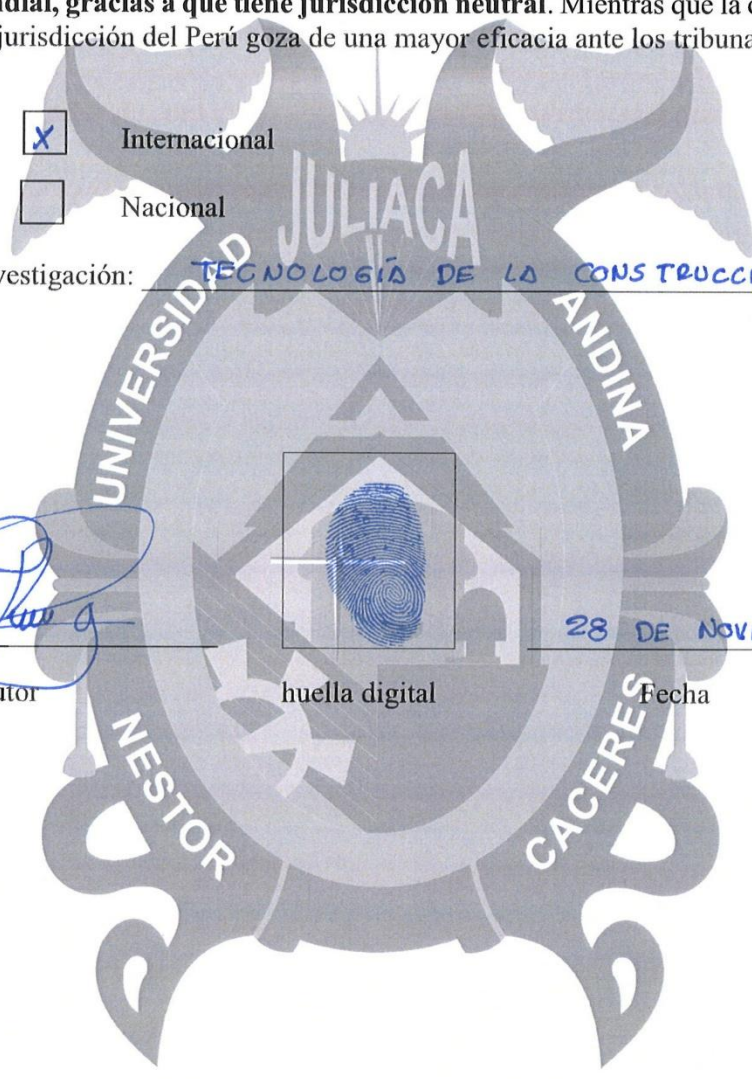 dial, gracias a que tiene jurisdicción neutral. Mientras que la
jurisdicción del Perú goza de una mayor eficacia ante los tribuna
x Internacional
Nacional
JULIACA
vestigación: TECNOLOGÍA DE LA CONSTRUCCI
UNIVERSIDAD
ANDINA
28 DE NOV
utor huella digital Fecha
NESTOR
CACERES